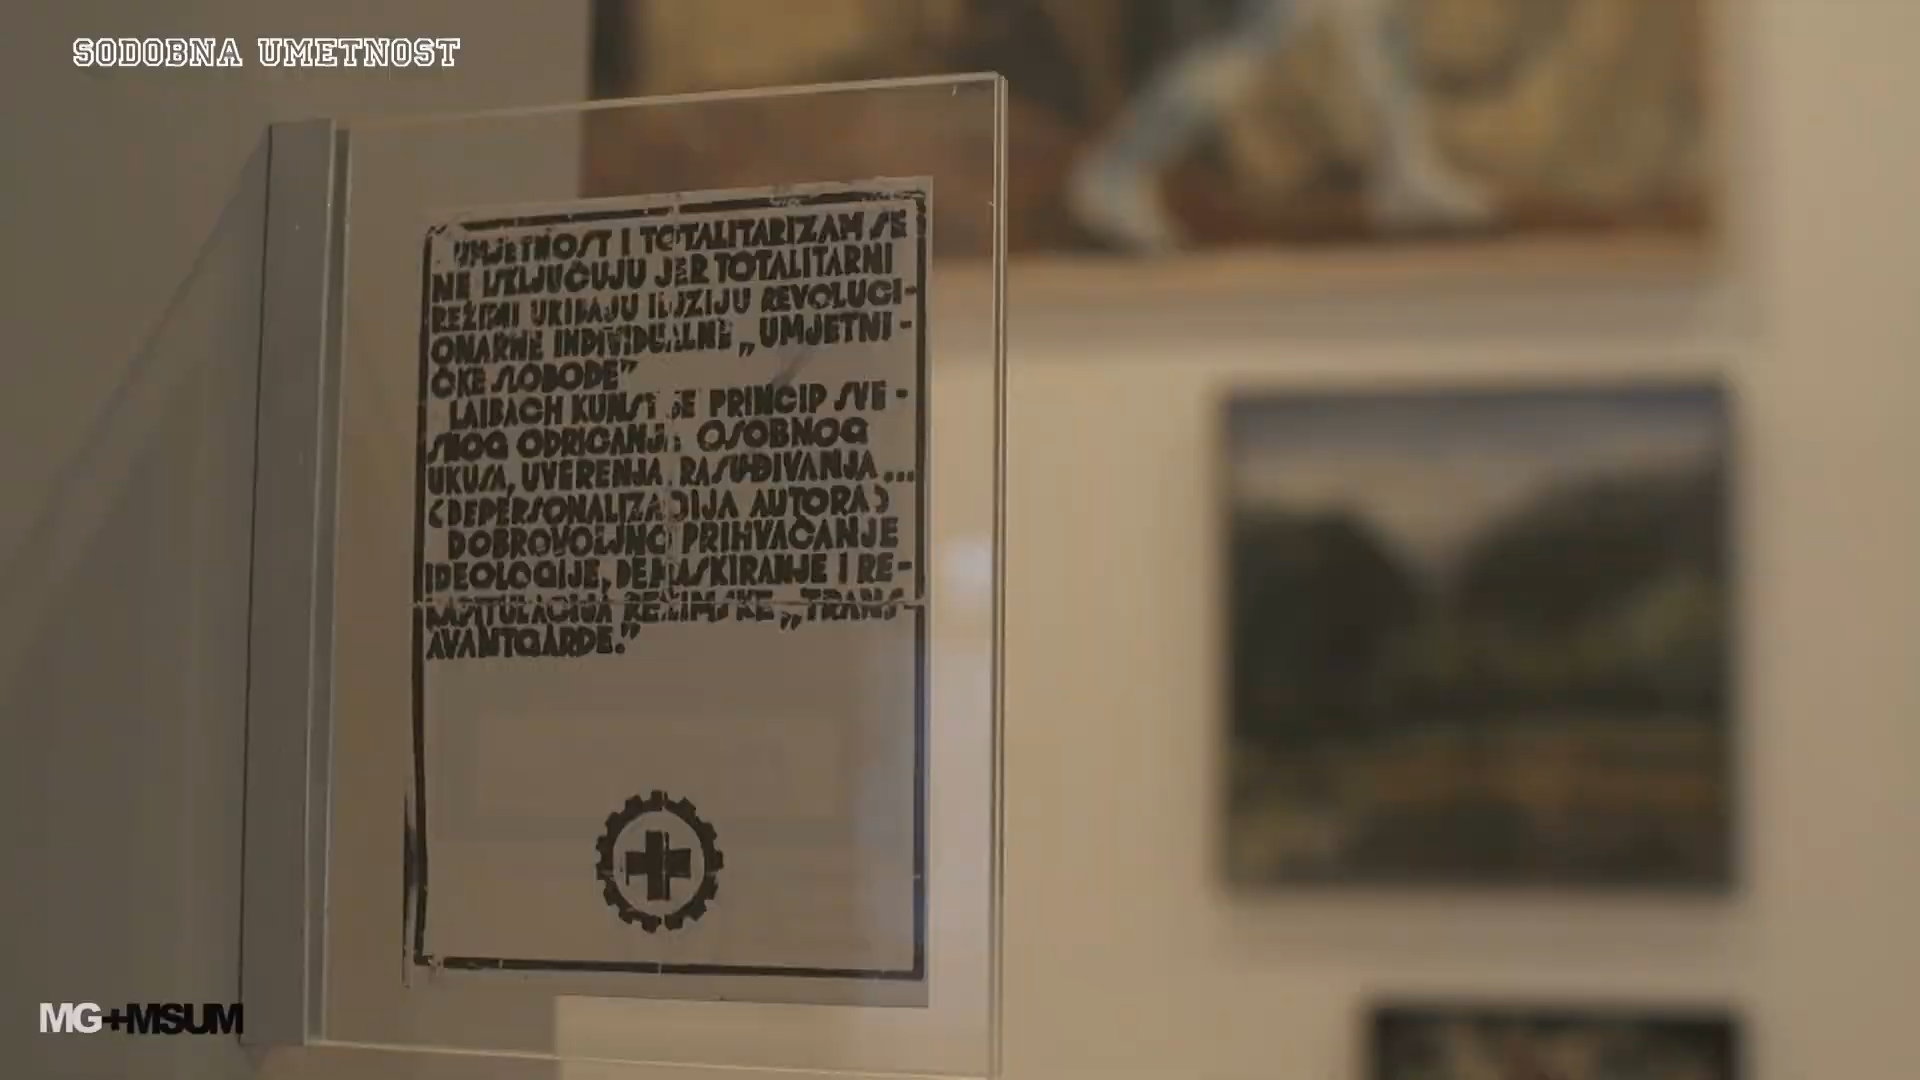 SODOBNA UMETNOST
UMJETNOST I TOTALITARIZAM SE
NE ISKLJUČUJU JER TOTALITARNI
REŽIMI UKIDAJU ILUZIJU REVOLUCI-
ONARNE INDIVIDUALNE „UMJETNI-
ČKE SLOBODE”
LAIBACH KUNST JE PRINCIP SVE-
SNOG ODRICANJA OSOBNOG
UKUSA, UVERENJA, RASUĐIVANJA...
(DEPERSONALIZACIJA AUTORA)
DOBROVOLJNO PRIHVAČANJE
IDEOLOGIJE, DEMASKIRANJE I RE-
KAPITULACIJA REŽIMSKE „TRANS-
AVANTGARDE.”
MG+MSUM